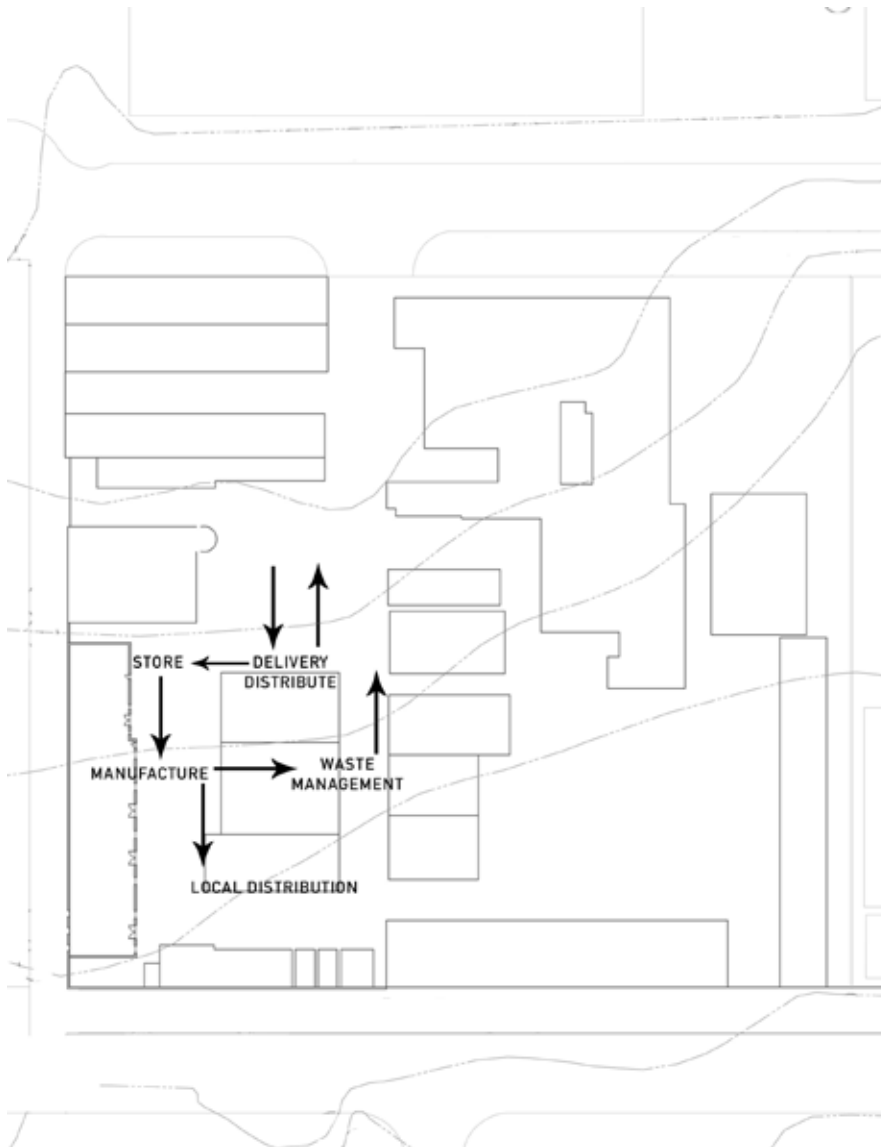 STORE
DELIVERY
DISTRIBUTE
MANUFACTURE
WASTE
MANAGEMENT
LOCAL DISTRIBUTION